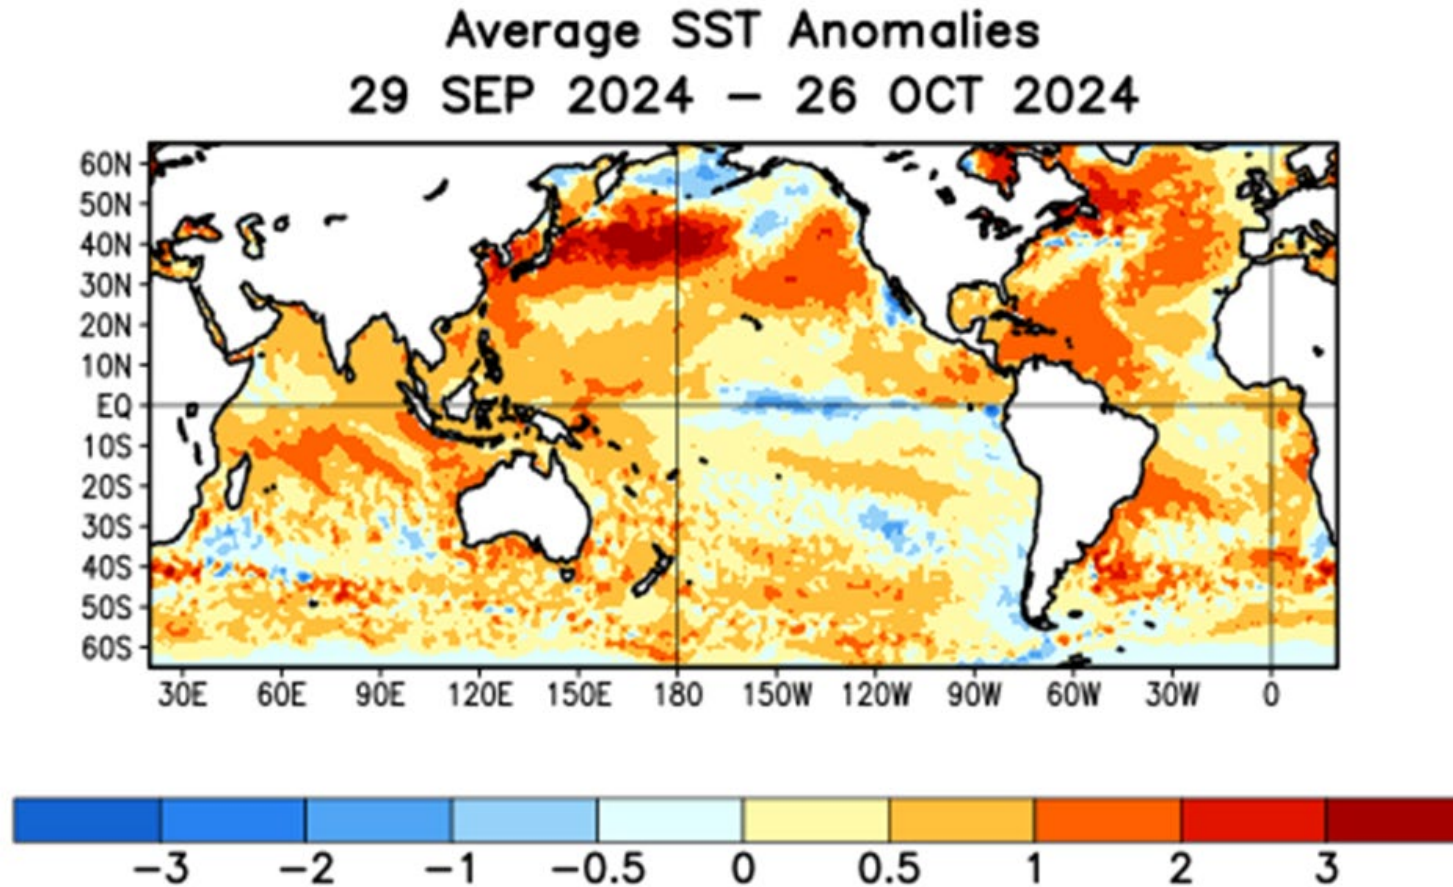 Average SST Anomalies
29 SEP 2024 – 26 OCT 2024
60N
50N
40N
30N
20N
10N
EQ
10S
20S
30S
40S
50S
60S
30E 60E 90E 120E 150E 180 150W 120W 90W 60W 30W 0
−3 −2 −1 −0.5 0 0.5 1 2 3